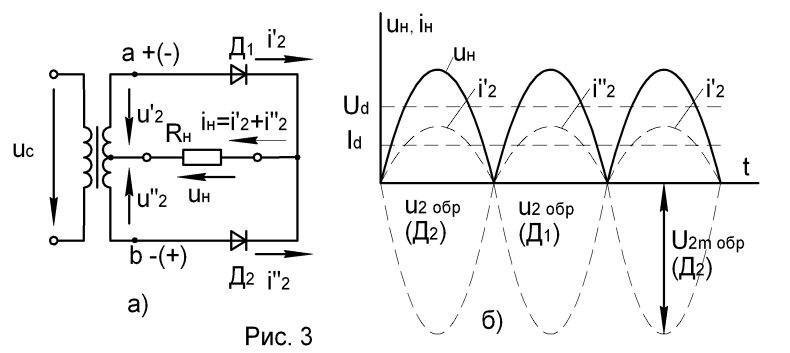 a +(-)
Д1
i'2
u'2
iн=i'2+i"2
Rн
uс
u"2
uн
b -(+)
Д2
i"2
а)
uн, iн
uн
i'2
i"2
i'2
Ud
Id
t
u2 обр
(Д2)
u2 обр
(Д1)
U2m обр
(Д2)
б)
Рис. 3